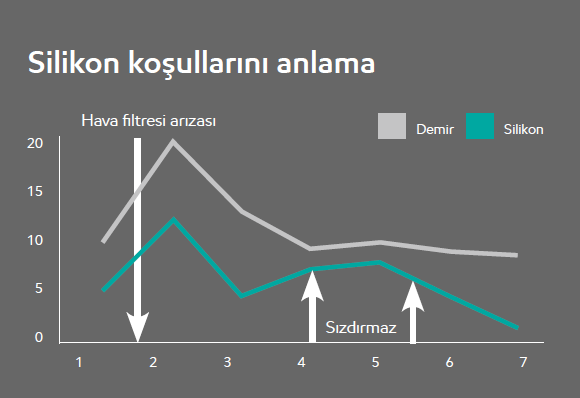 Silikon koşullarını anlama
Hava filtresi arızası
Demir
Silikon
20
15
10
5
0
Sızdırmaz
1 2 3 4 5 6 7